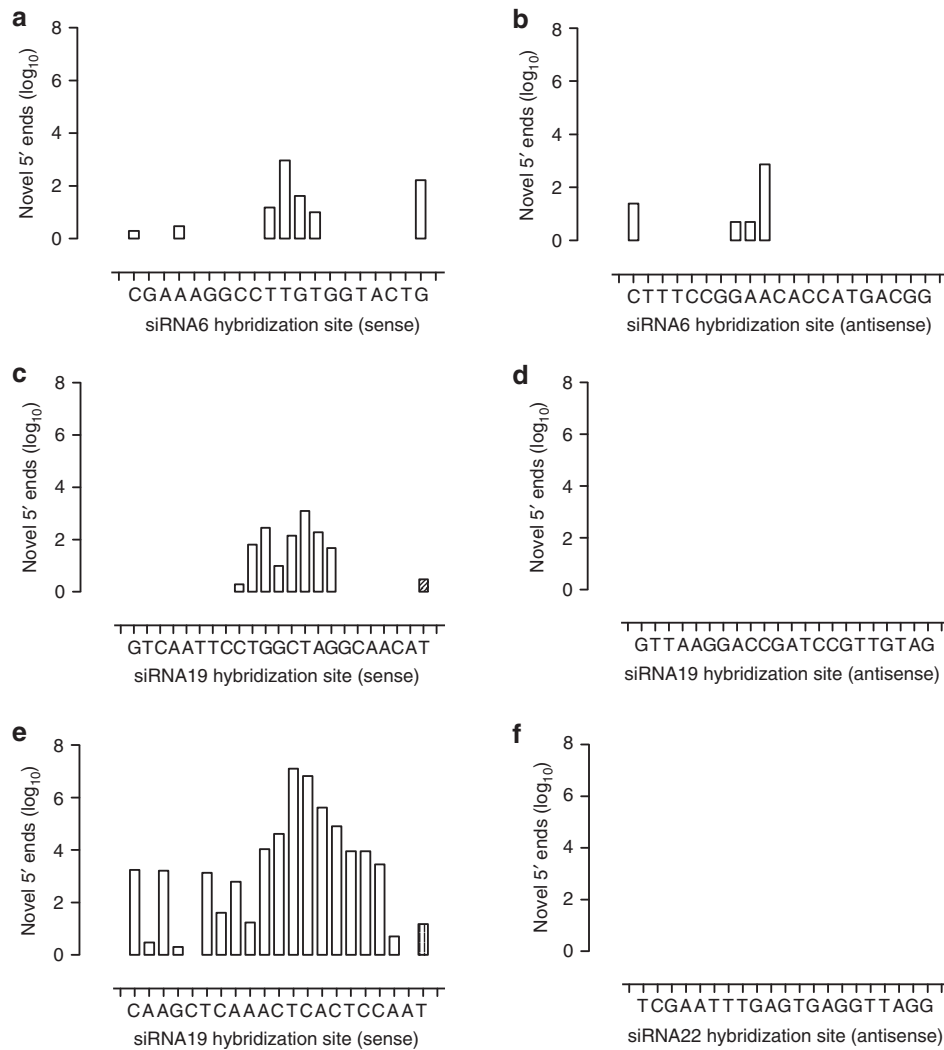 a
8
6
4
2
0
Novel 5′ ends (log10)
CGAAAGGCCTTGTGGTACTG
siRNA6 hybridization site (sense)
b
8
6
4
2
0
Novel 5′ ends (log10)
CTTTCCGGAACACCATGACGG
siRNA6 hybridization site (antisense)
c
8
6
4
2
0
Novel 5′ ends (log10)
GTCAATTCCTGGCTAGGCAACAT
siRNA19 hybridization site (sense)
d
8
6
4
2
0
Novel 5′ ends (log10)
GTTAAGGACCGATCCGTTGTAG
siRNA19 hybridization site (antisense)
e
8
6
4
2
0
Novel 5′ ends (log10)
CAAGCTCAAACTCACTCCAAT
siRNA19 hybridization site (sense)
f
8
6
4
2
0
Novel 5′ ends (log10)
TCGAATTTGAGTGAGGTTAGG
siRNA22 hybridization site (antisense)